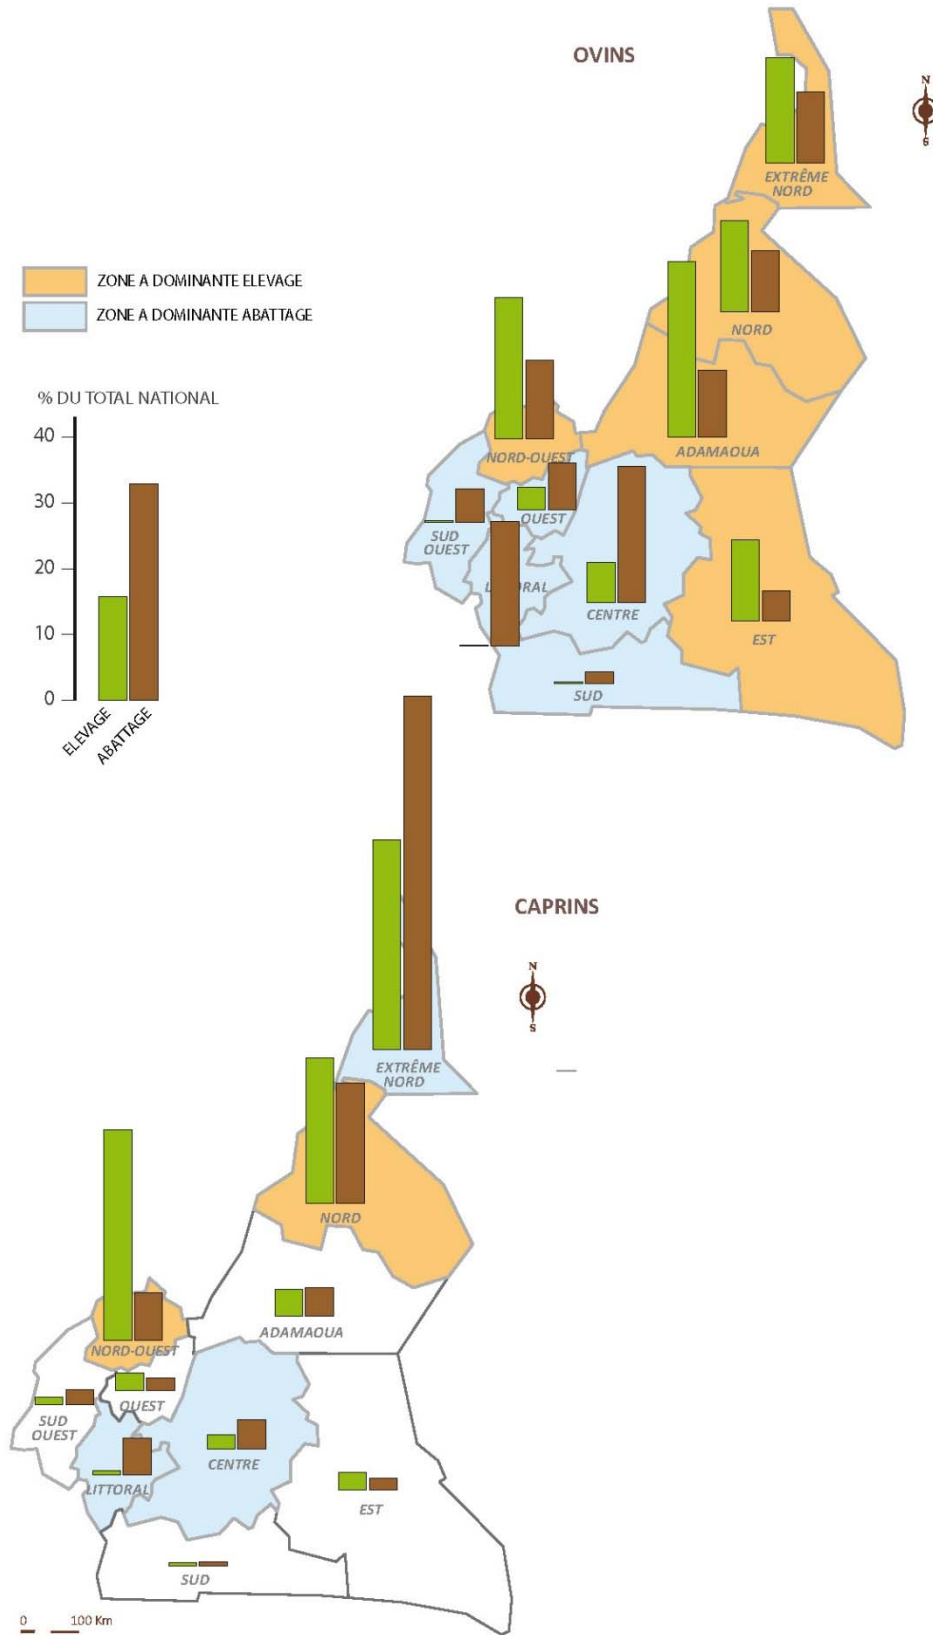 OVINS
N
S
EXTRÊME
NORD
ZONE A DOMINANTE ELEVAGE
ZONE A DOMINANTE ABATTAGE
NORD
% DU TOTAL NATIONAL
40
30
20
10
0
ELEVAGE
ABATTAGE
ADAMAOUA
NORD-OUEST
OUEST
SUD
OUEST
LITTORAL
CENTRE
EST
SUD
CAPRINS
N
S
EXTRÊME
NORD
NORD
ADAMAOUA
NORD-OUEST
OUEST
SUD
OUEST
CENTRE
LITTORAL
EST
SUD
0 100 Km